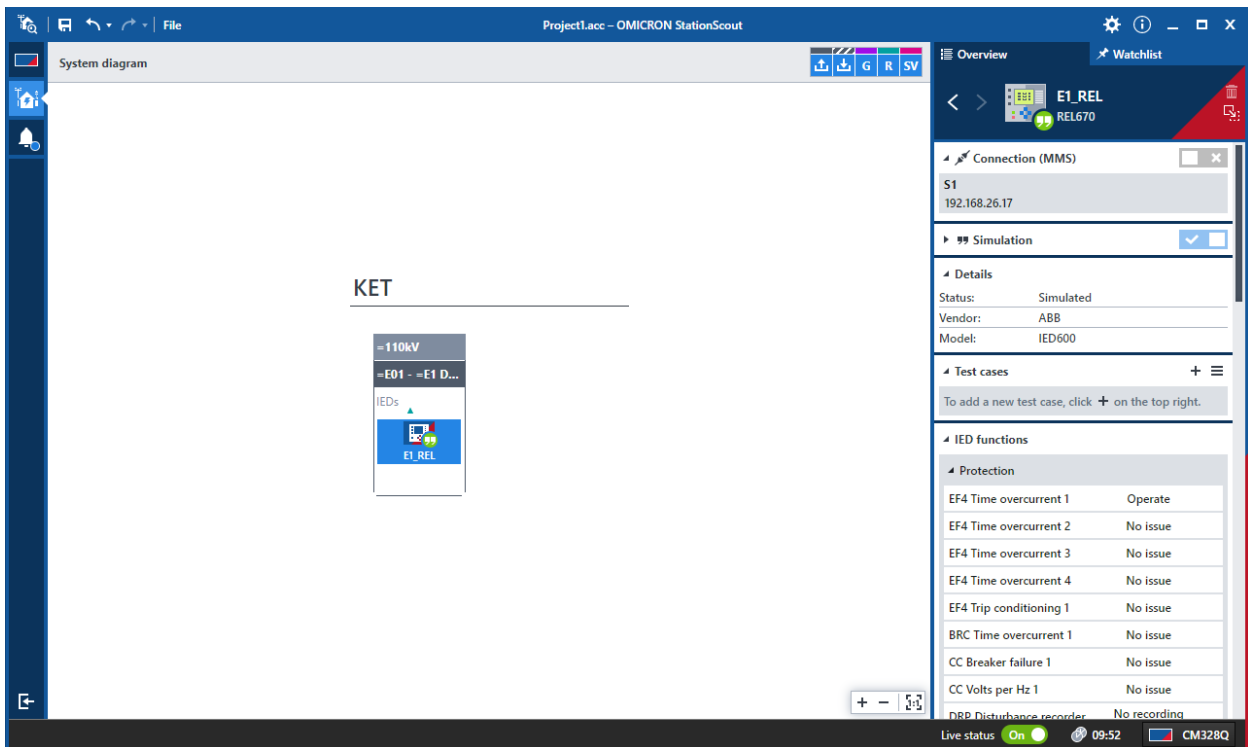 File
Project1.acc – OMICRON StationScout
System diagram
G R SV
Overview
Watchlist
E1_REL
REL670
Connection (MMS)
S1
192.168.26.17
Simulation
Details
Status: Simulated
Vendor: ABB
Model: IED600
Test cases
To add a new test case, click + on the top right.
IED functions
Protection
EF4 Time overcurrent 1 Operate
EF4 Time overcurrent 2 No issue
EF4 Time overcurrent 3 No issue
EF4 Time overcurrent 4 No issue
EF4 Trip conditioning 1 No issue
BRC Time overcurrent 1 No issue
CC Breaker failure 1 No issue
CC Volts per Hz 1 No issue
DRP Disturbance recorder No recording
KET
=110kV
=E01 - =E1 D...
IEDs
E1_REL
1:1
Live status On 09:52 CM328Q